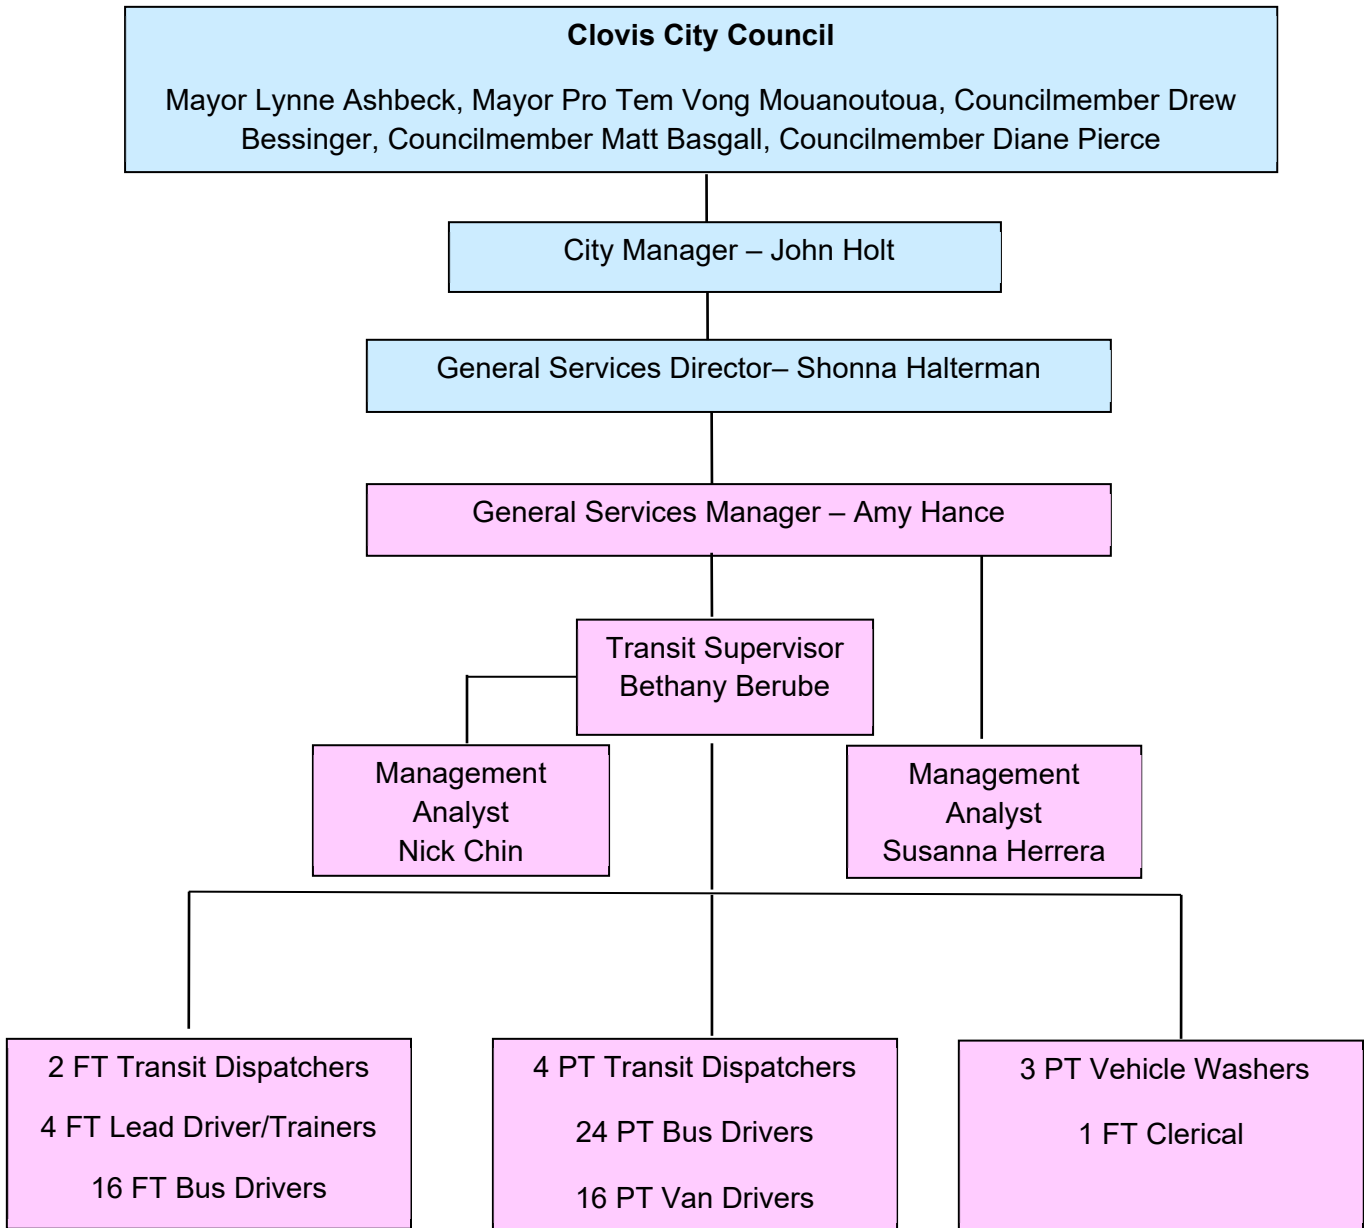 Clovis City Council
Mayor Lynne Ashbeck, Mayor Pro Tem Vong Mouanoutoua, Councilmember Drew
Bessinger, Councilmember Matt Basgall, Councilmember Diane Pierce
City Manager – John Holt
General Services Director– Shonna Halterman
General Services Manager – Amy Hance
Transit Supervisor
Bethany Berube
Management
Analyst
Nick Chin
Management
Analyst
Susanna Herrera
2 FT Transit Dispatchers
4 FT Lead Driver/Trainers
16 FT Bus Drivers
4 PT Transit Dispatchers
24 PT Bus Drivers
16 PT Van Drivers
3 PT Vehicle Washers
1 FT Clerical